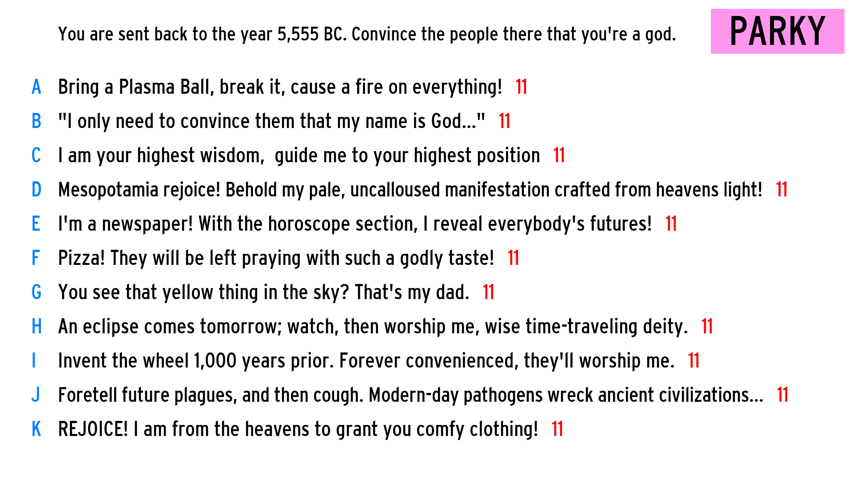 You are sent back to the year 5,555 BC. Convince the people there that you're a god.
PARKY
A Bring a Plasma Ball, break it, cause a fire on everything! 11
B "I only need to convince them that my name is God..." 11
C I am your highest wisdom, guide me to your highest position 11
D Mesopotamia rejoice! Behold my pale, uncalloused manifestation crafted from heavens light! 11
E I'm a newspaper! With the horoscope section, I reveal everybody's futures! 11
F Pizza! They will be left praying with such a godly taste! 11
G You see that yellow thing in the sky? That's my dad. 11
H An eclipse comes tomorrow; watch, then worship me, wise time-traveling deity. 11
I Invent the wheel 1,000 years prior. Forever convenienced, they'll worship me. 11
J Foretell future plagues, and then cough. Modern-day pathogens wreck ancient civilizations... 11
K REJOICE! I am from the heavens to grant you comfy clothing! 11